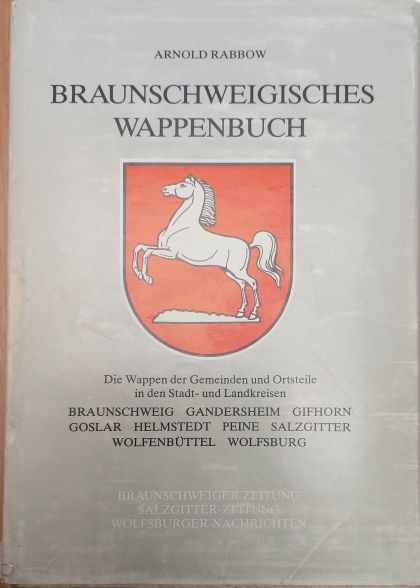 ARNOLD RABBOW
BRAUNSCHWEIGISCHES
WAPPENBUCH
Die Wappen der Gemeinden und Ortsteile
in den Stadt- und Landkreisen
BRAUNSCHWEIG GANDERSHEIM GIFHORN
GOSLAR HELMSTEDT PEINE SALZGITTER
WOLFENBÜTTEL WOLFSBURG
BRAUNSCHWEIGER ZEITUNG
SALZGITTER-ZEITUNG
WOLFSBURGER NACHRICHTEN